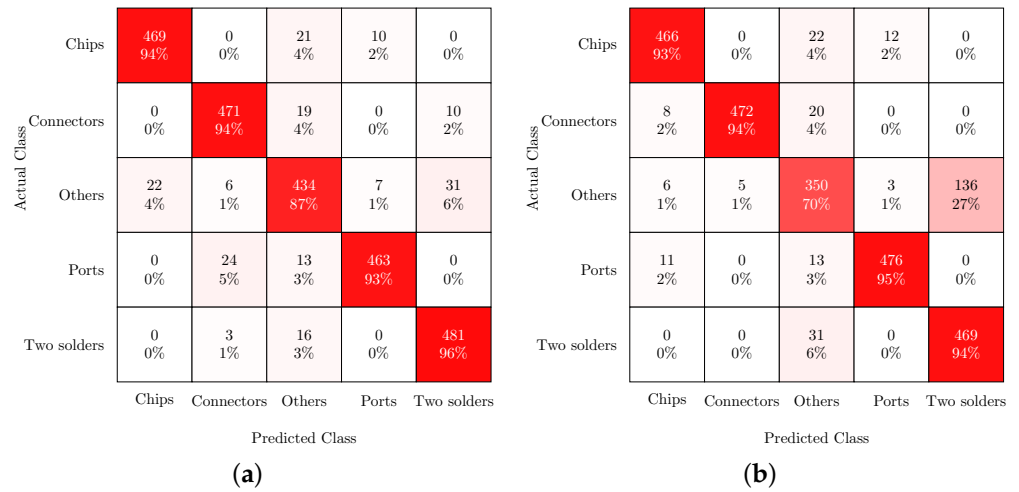 Actual Class
Chips
469 0 21 10 0
94% 0% 4% 2% 0%
Connectors
0 471 19 0 10
0% 94% 4% 0% 2%
Others
22 6 434 7 31
4% 1% 87% 1% 6%
Ports
0 24 13 463 0
0% 5% 3% 93% 0%
Two solders
0 3 16 0 481
0% 1% 3% 0% 96%
Chips Connectors Others Ports Two solders
Predicted Class
(a)
Actual Class
Chips
466 0 22 12 0
93% 0% 4% 2% 0%
Connectors
8 472 20 0 0
2% 94% 4% 0% 0%
Others
6 5 350 3 136
1% 1% 70% 1% 27%
Ports
11 0 13 476 0
2% 0% 3% 95% 0%
Two solders
0 0 31 0 469
0% 0% 6% 0% 94%
Chips Connectors Others Ports Two solders
Predicted Class
(b)